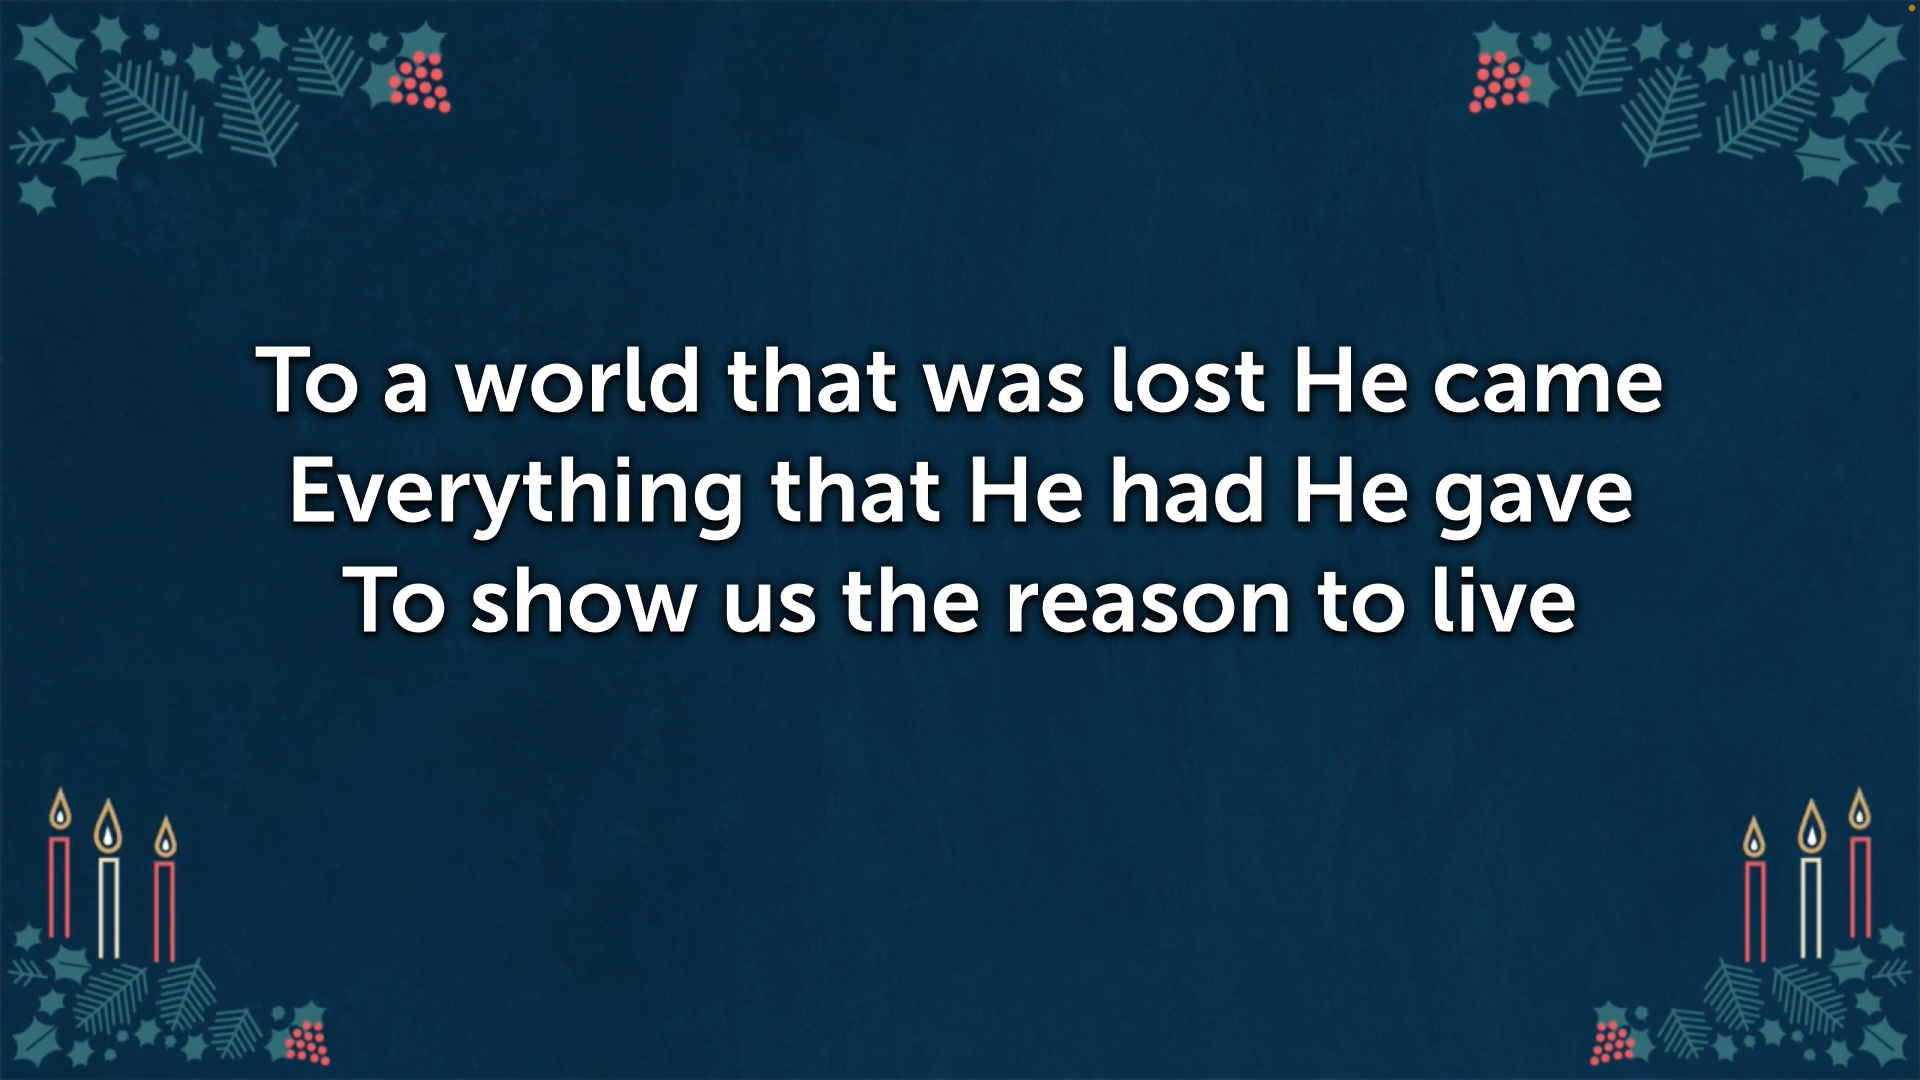 To a world that was lost He came
Everything that He had He gave
To show us the reason to live